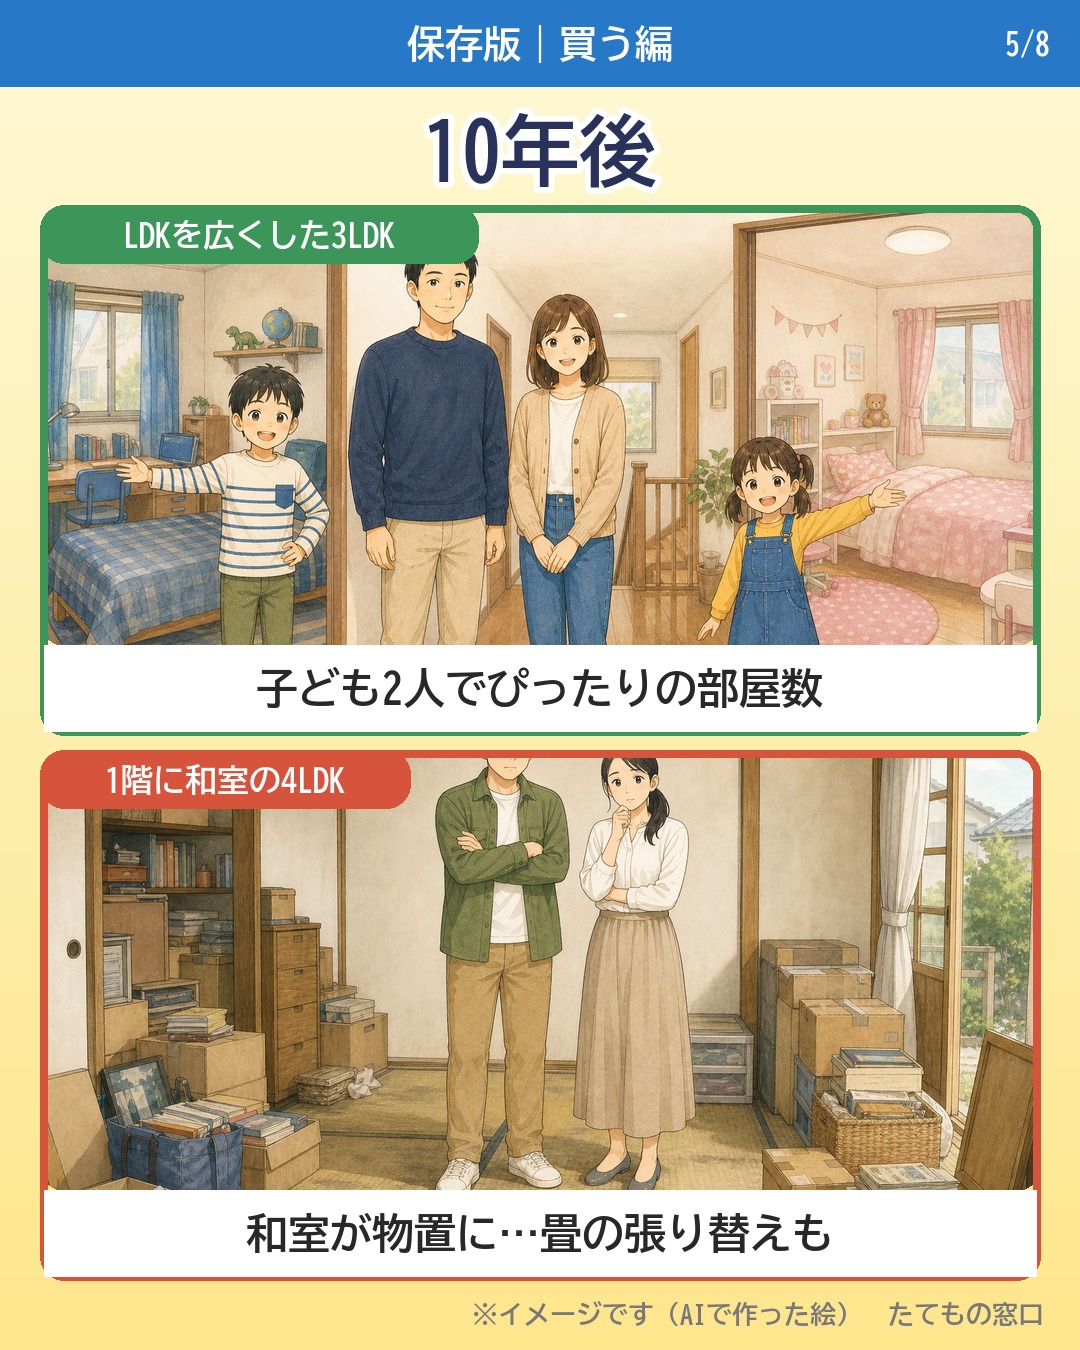 保存版｜買う編
5/8
10年後
LDKを広くした3LDK
子ども2人でぴったりの部屋数
1階に和室の4LDK
和室が物置に…畳の張り替えも
※イメージです（AIで作った絵）　たてもの窓口